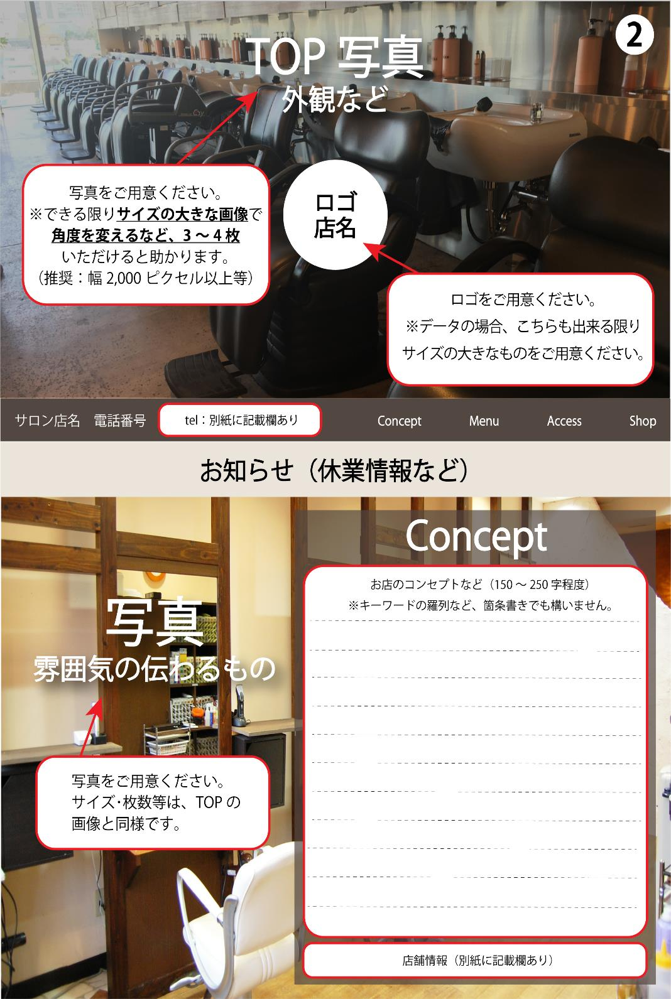 2
TOP 写真
外観など
写真をご用意ください。
※できる限りサイズの大きな画像で
角度を変えるなど、3 〜 4 枚
いただけると助かります。
（推奨：幅 2,000 ピクセル以上等）
ロゴ
店名
ロゴをご用意ください。
※データの場合、こちらも出来る限り
サイズの大きなものをご用意ください。
サロン店名　電話番号　tel：別紙に記載欄あり　Concept　Menu　Access　Shop
お知らせ（休業情報など）
Concept
お店のコンセプトなど（150 〜 250 字程度）
※キーワードの羅列など、箇条書きでも構いません。
写真
雰囲気の伝わるもの
写真をご用意ください。
サイズ･枚数等は、TOP の
画像と同様です。
店舗情報（別紙に記載欄あり）